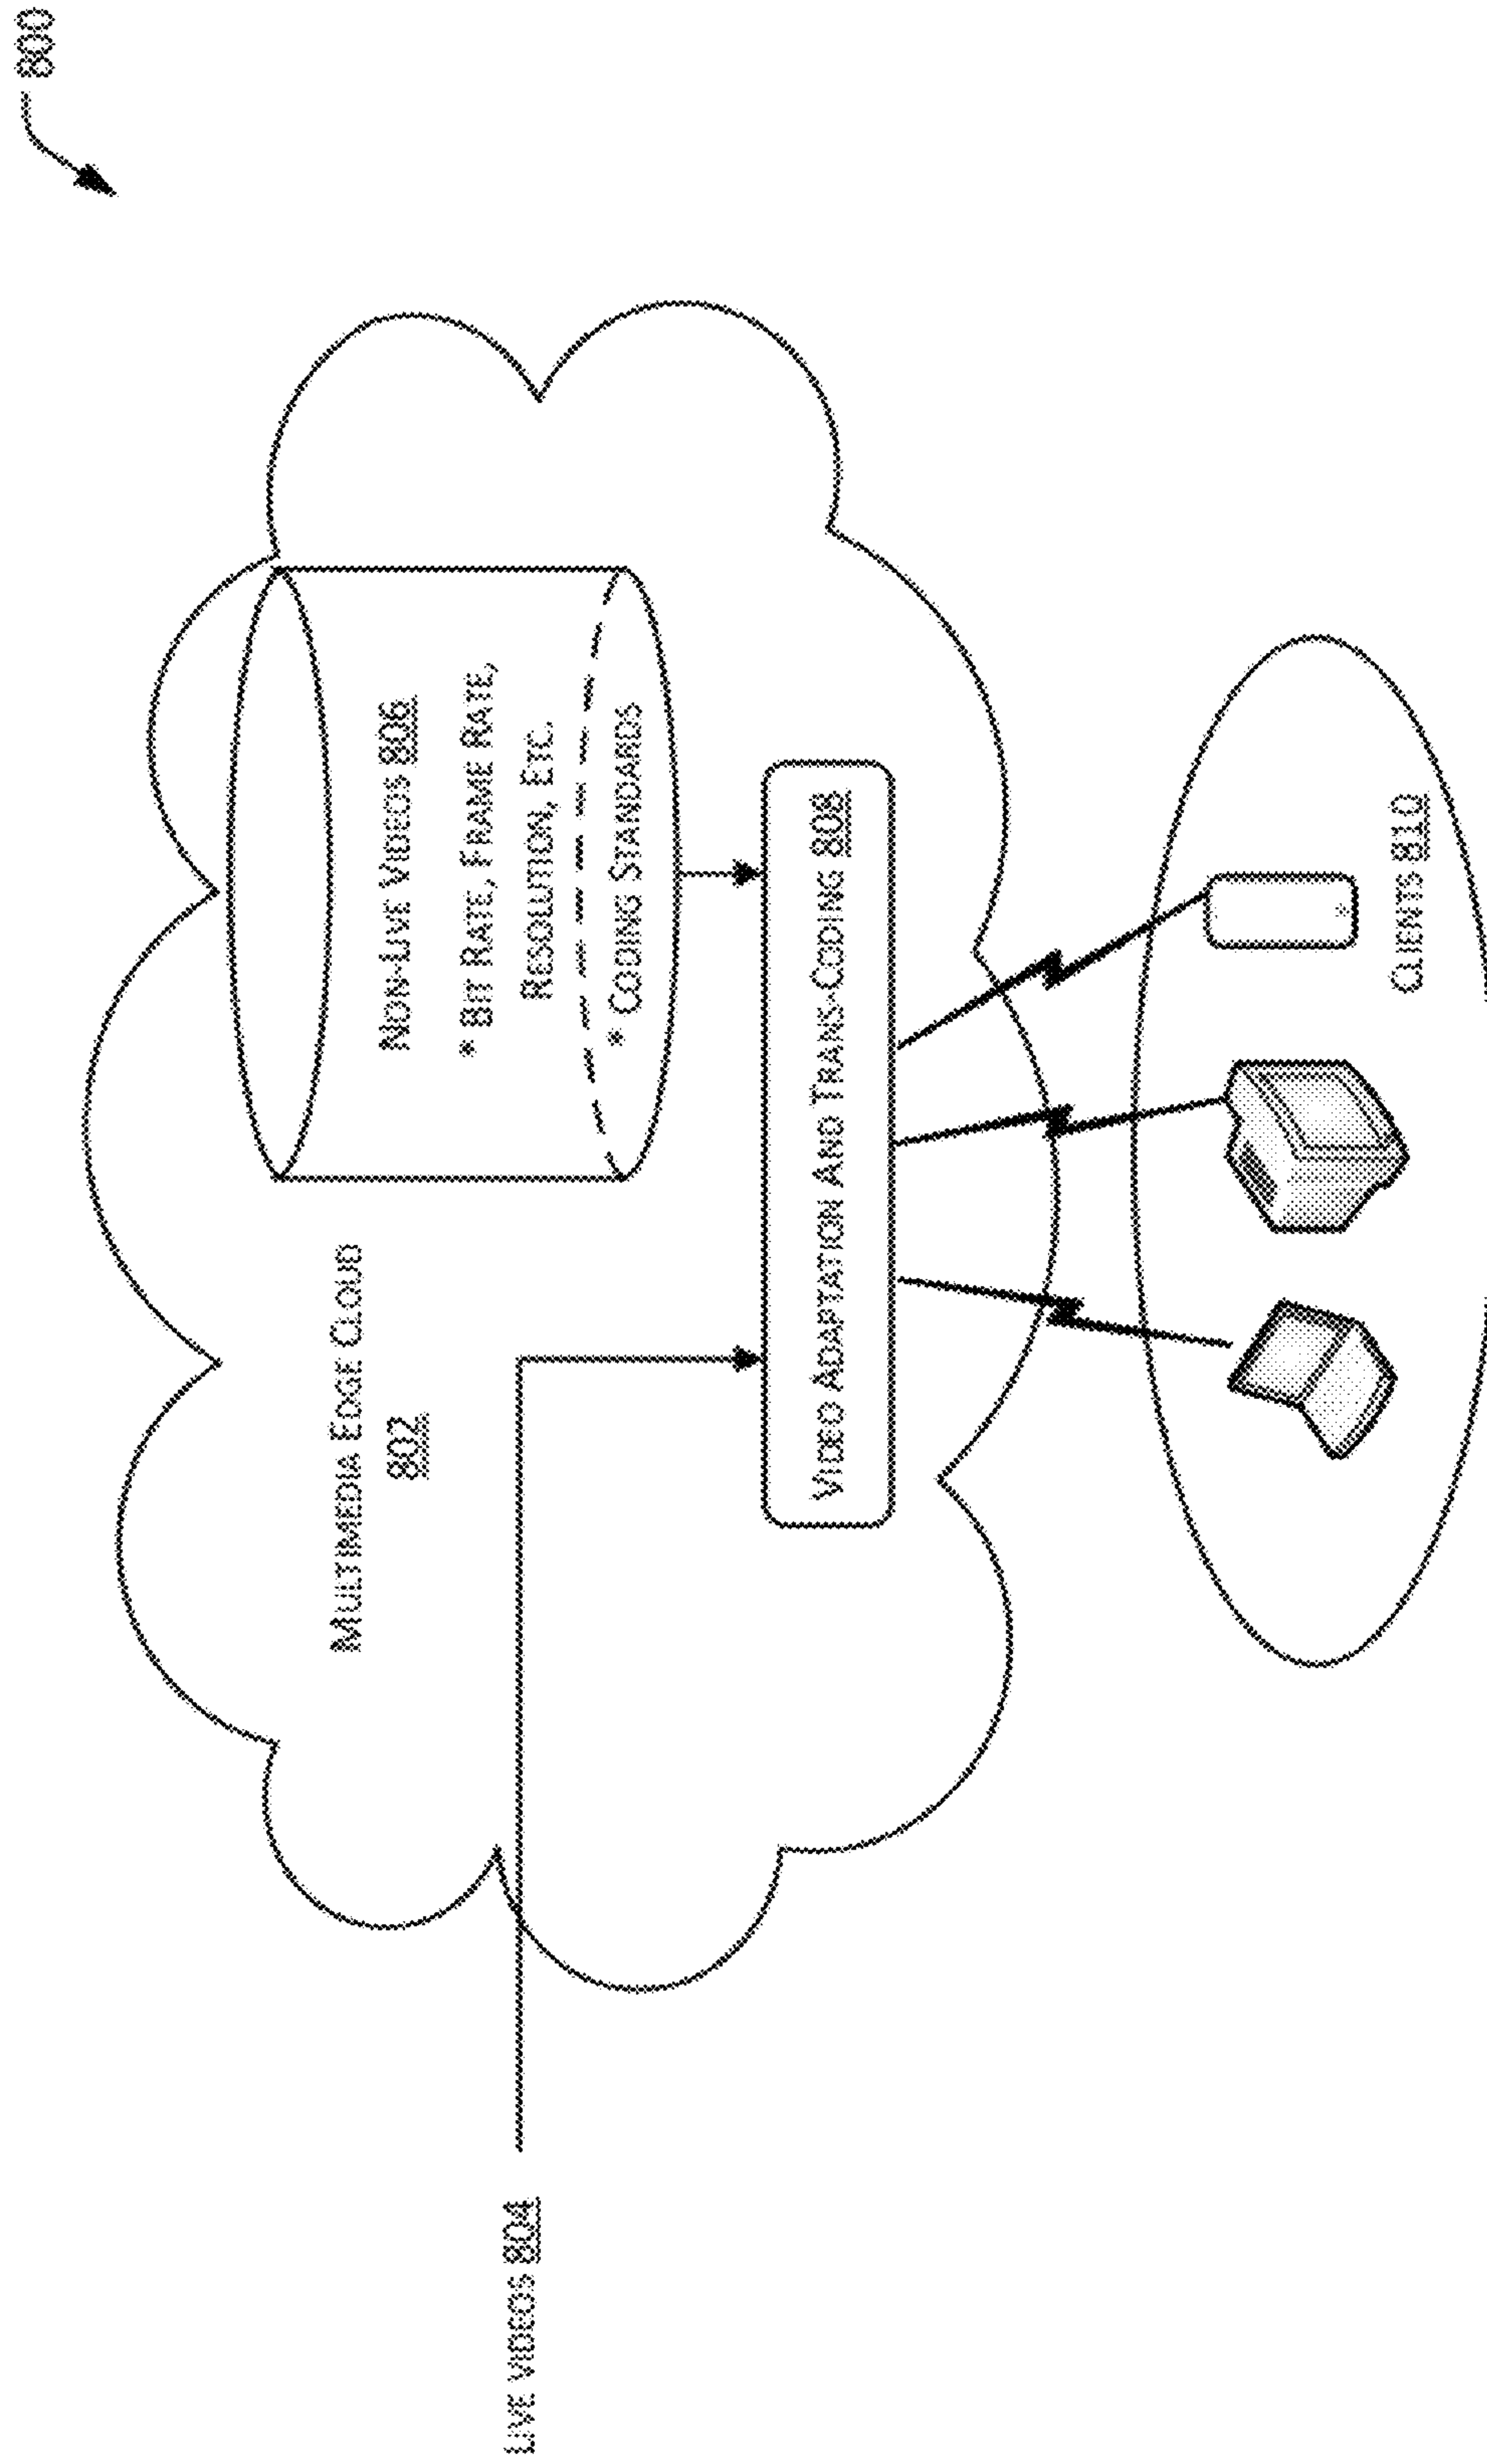 800
MULTIMEDIA EDGE CLOUD
802
NON-LIVE VIDEOS 806
* BIT RATE, FRAME RATE,
RESOLUTION, ETC.
* CODING STANDARDS
LIVE VIDEOS 804
VIDEO ADAPTATION AND TRANS-CODING 808
CLIENTS 810